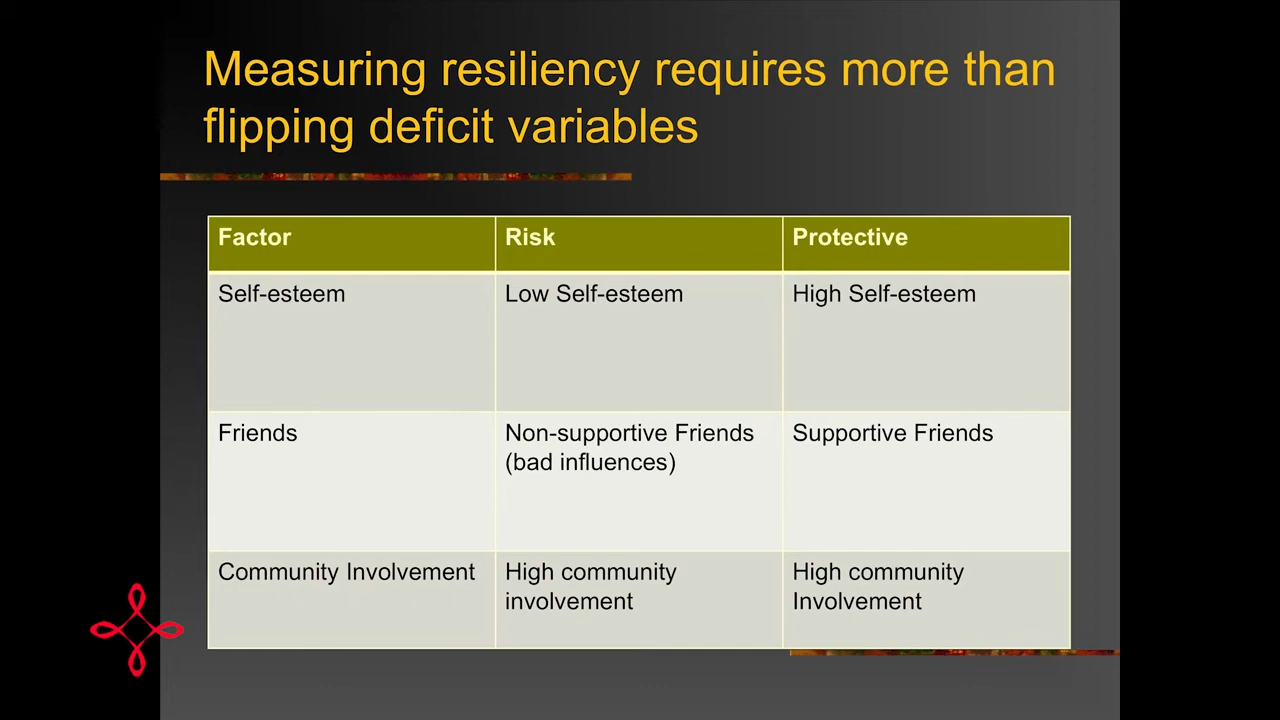 Measuring resiliency requires more than
flipping deficit variables
Factor
Risk
Protective
Self-esteem
Low Self-esteem
High Self-esteem
Friends
Non-supportive Friends
(bad influences)
Supportive Friends
Community Involvement
High community
involvement
High community
Involvement